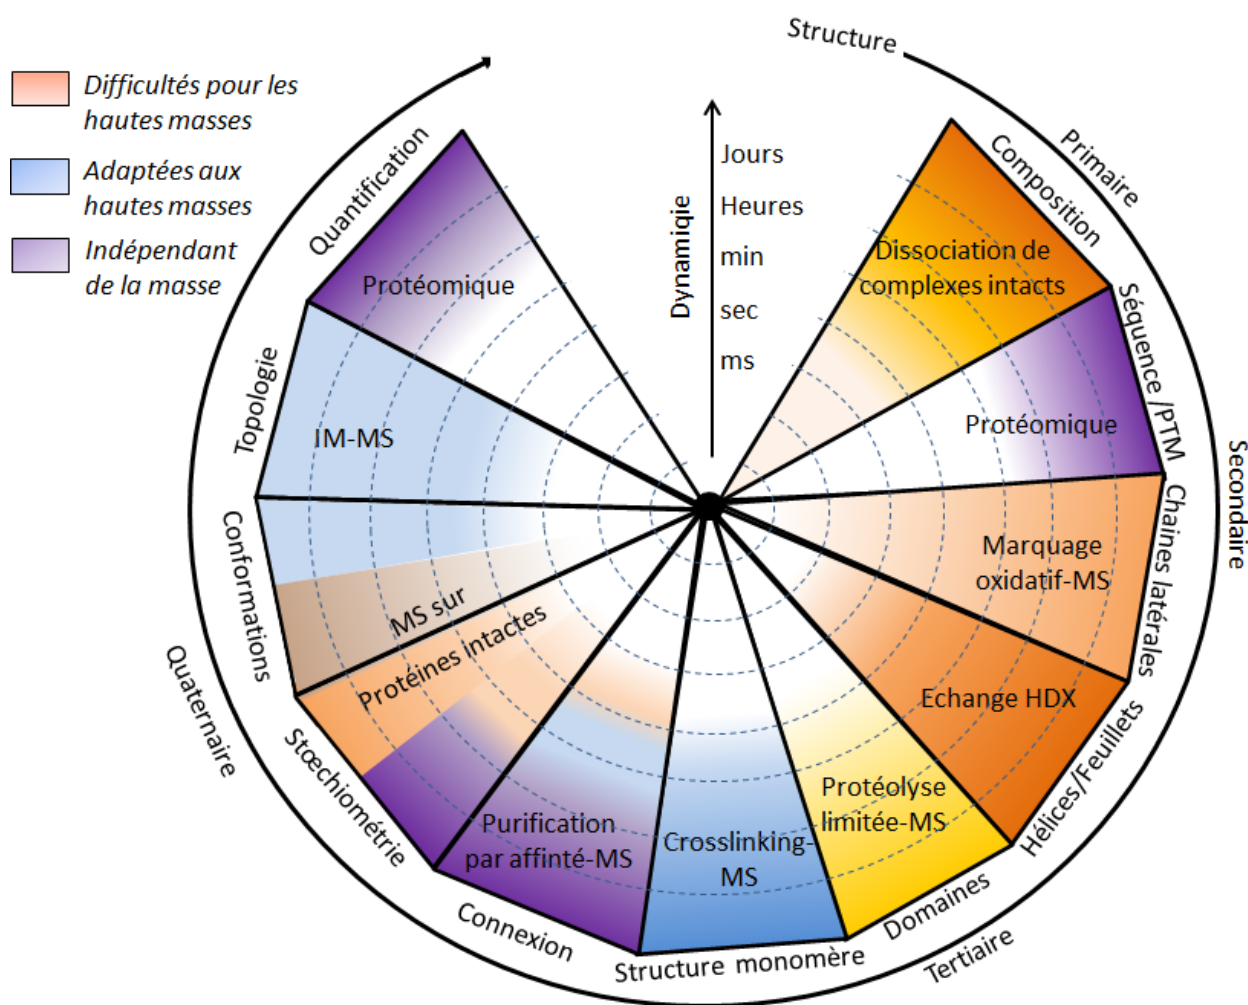 Structure
Difficultés pour les
hautes masses
Adaptées aux
hautes masses
Indépendant
de la masse
Dynamiqie
Jours
Heures
min
sec
ms
Primaire
Composition
Dissociation de
complexes intacts
Séquence /PTM
Protéomique
Secondaire
Chaines latérales
Marquage
oxidatif-MS
Hélices/Feuillets
Echange HDX
Tertiaire
Domaines
Protéolyse
limitée-MS
Structure monomère
Crosslinking-
MS
Connexion
Purification
par affinté-MS
Quaternaire
Stœchiométrie
MS sur
Protéines intactes
Conformations
Topologie
IM-MS
Quantification
Protéomique